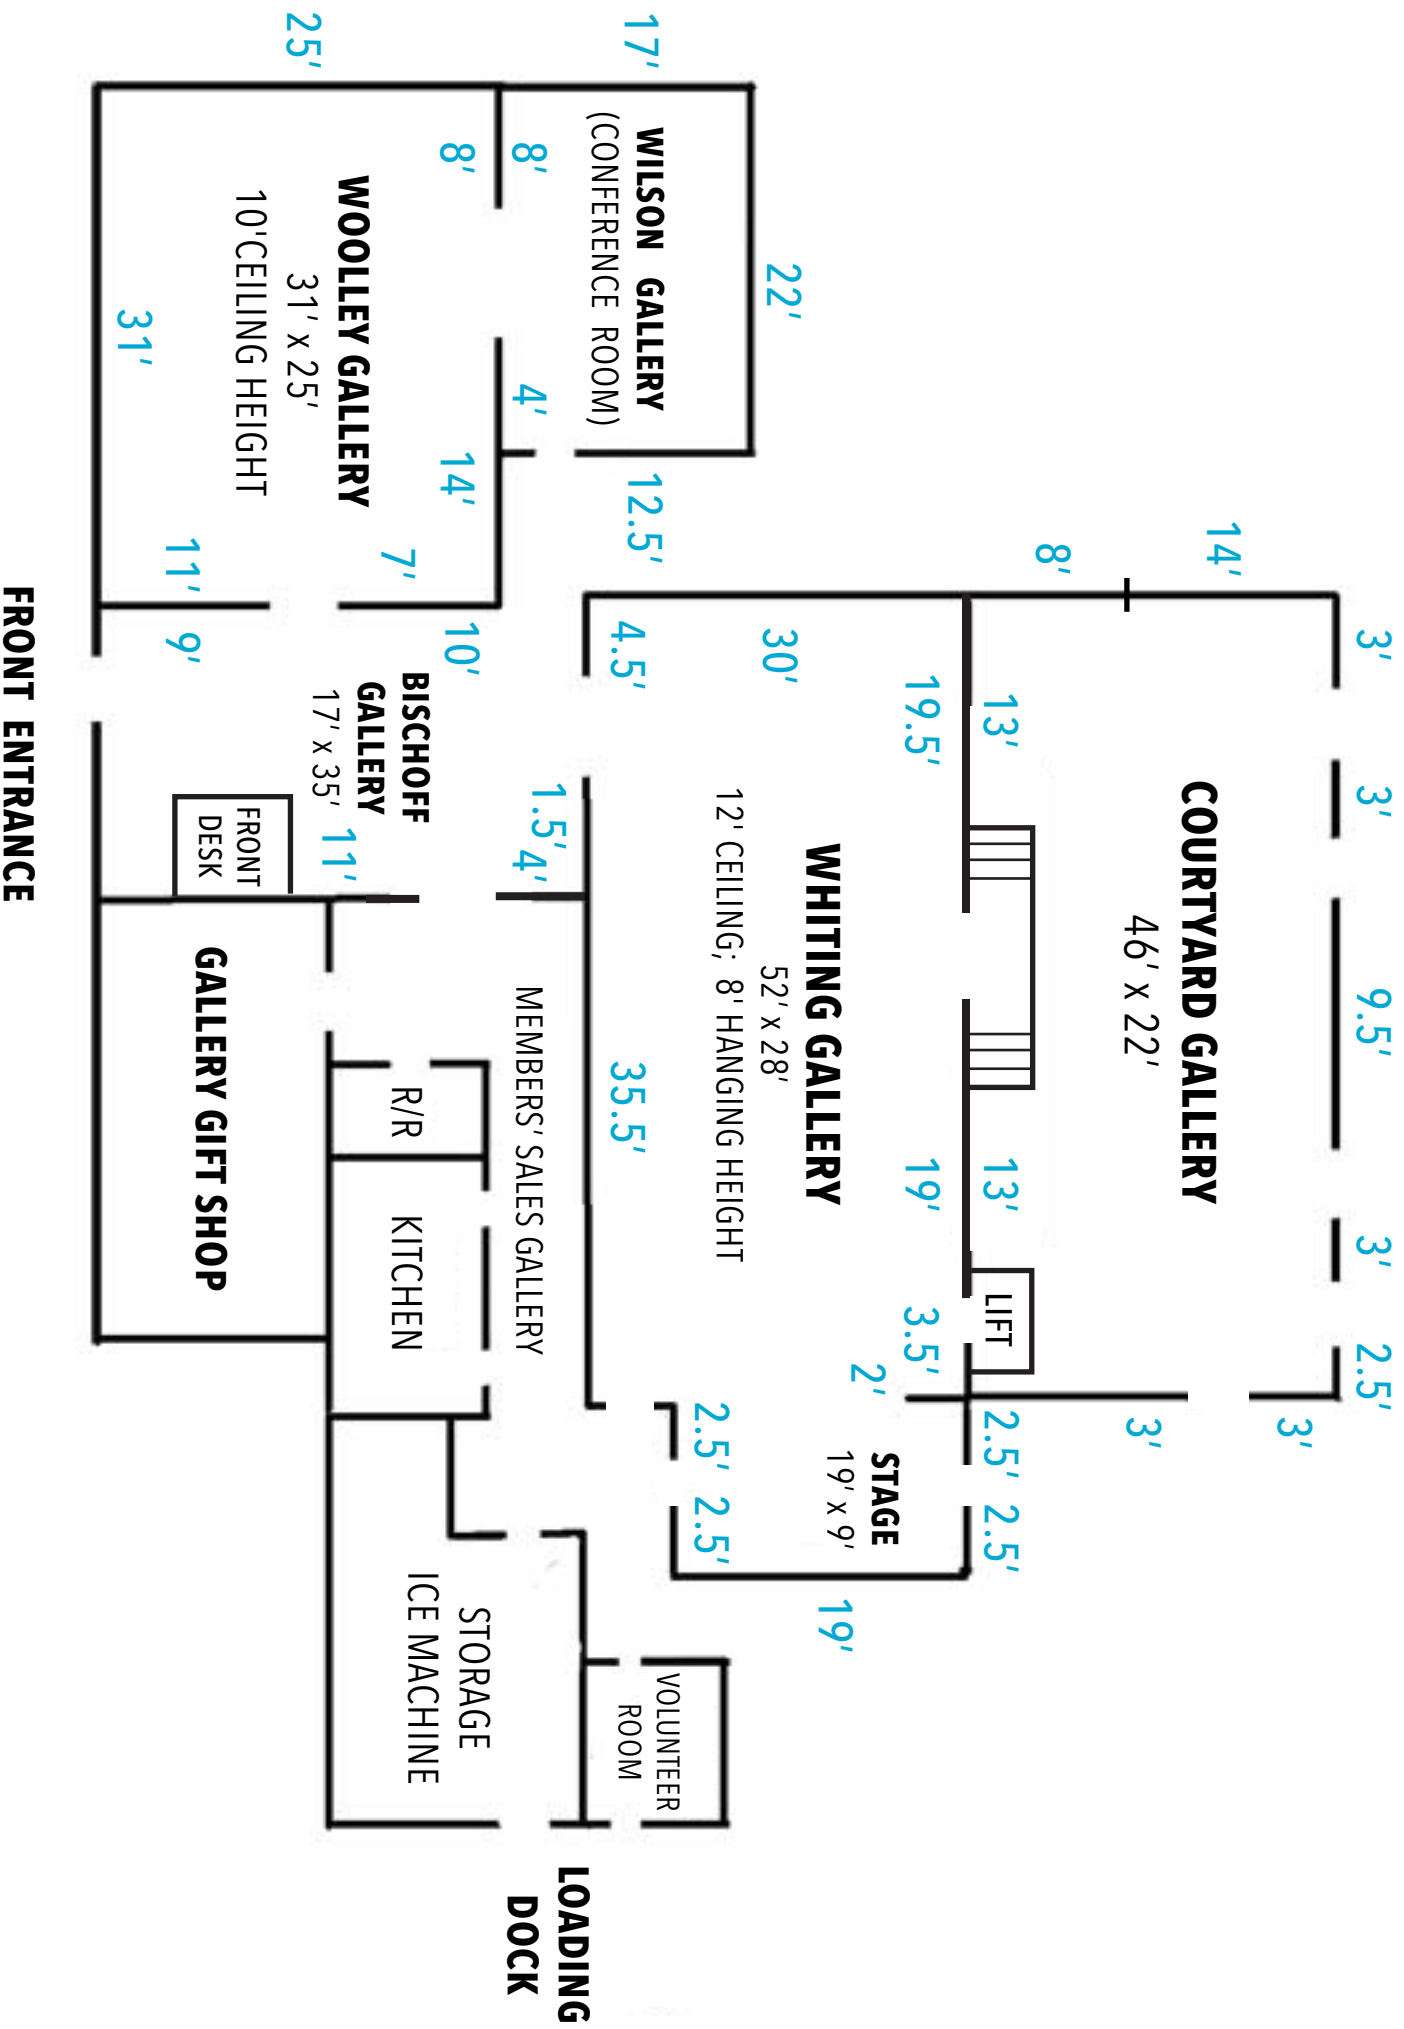 14'
3'
3'
9.5'
3'
2.5'
COURTYARD GALLERY
46' x 22'
3'
3'
8'
13'
13'
LIFT
2.5'
2.5'
19.5'
19'
3.5'
2'
STAGE
19' x 9'
WHITING GALLERY
52' x 28'
12' CEILING; 8' HANGING HEIGHT
30'
19'
22'
2.5'
2.5'
17'
WILSON GALLERY
(CONFERENCE ROOM)
12.5'
4.5'
35.5'
VOLUNTEER
ROOM
8'
4'
1.5'
4'
MEMBERS' SALES GALLERY
LOADING
DOCK
8'
14'
10'
STORAGE
ICE MACHINE
25'
WOOLLEY GALLERY
31' x 25'
10'CEILING HEIGHT
7'
BISCHOFF
GALLERY
17' x 35'
11'
R/R
KITCHEN
11'
9'
FRONT
DESK
GALLERY GIFT SHOP
31'
FRONT ENTRANCE